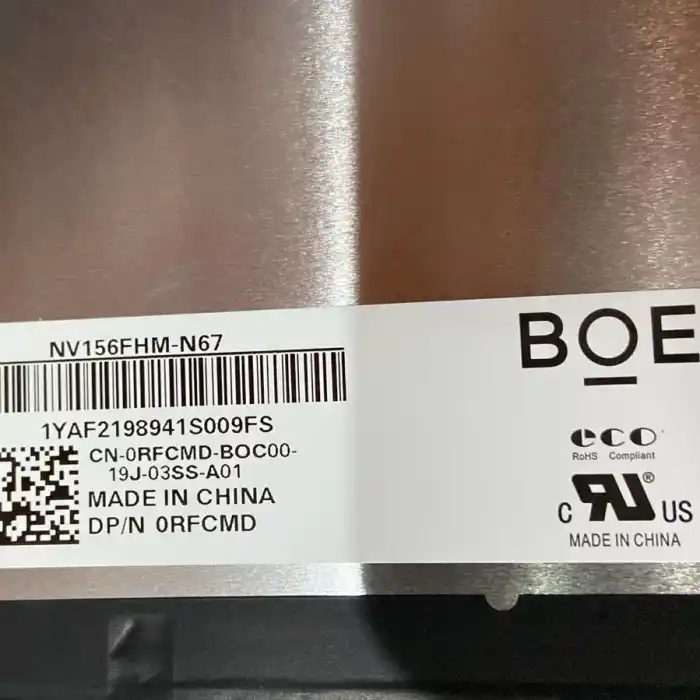 NV156FHM-N67
1YAF2198941S009FS
CN-0RFCMD-BOC00-
19J-03SS-A01
MADE IN CHINA
DP/N 0RFCMD
BOE
eco
RoHS Compliant
C RU ® US
MADE IN CHINA